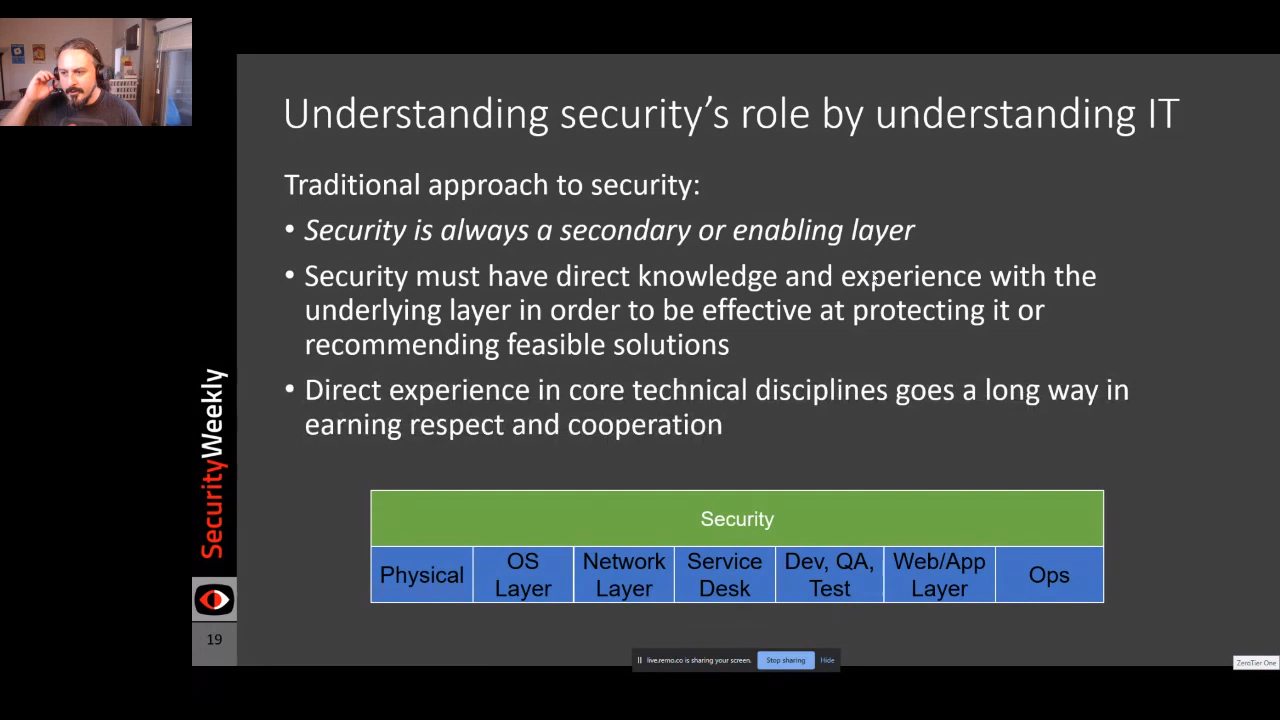 Understanding security's role by understanding IT
Traditional approach to security:
• Security is always a secondary or enabling layer
• Security must have direct knowledge and experience with the
underlying layer in order to be effective at protecting it or
recommending feasible solutions
• Direct experience in core technical disciplines goes a long way in
earning respect and cooperation
SecurityWeekly
Security
Physical
OS
Layer
Network
Layer
Service
Desk
Dev, QA,
Test
Web/App
Layer
Ops
19
live.remo.co is sharing your screen.
Stop sharing
Hide
ZeroTier One